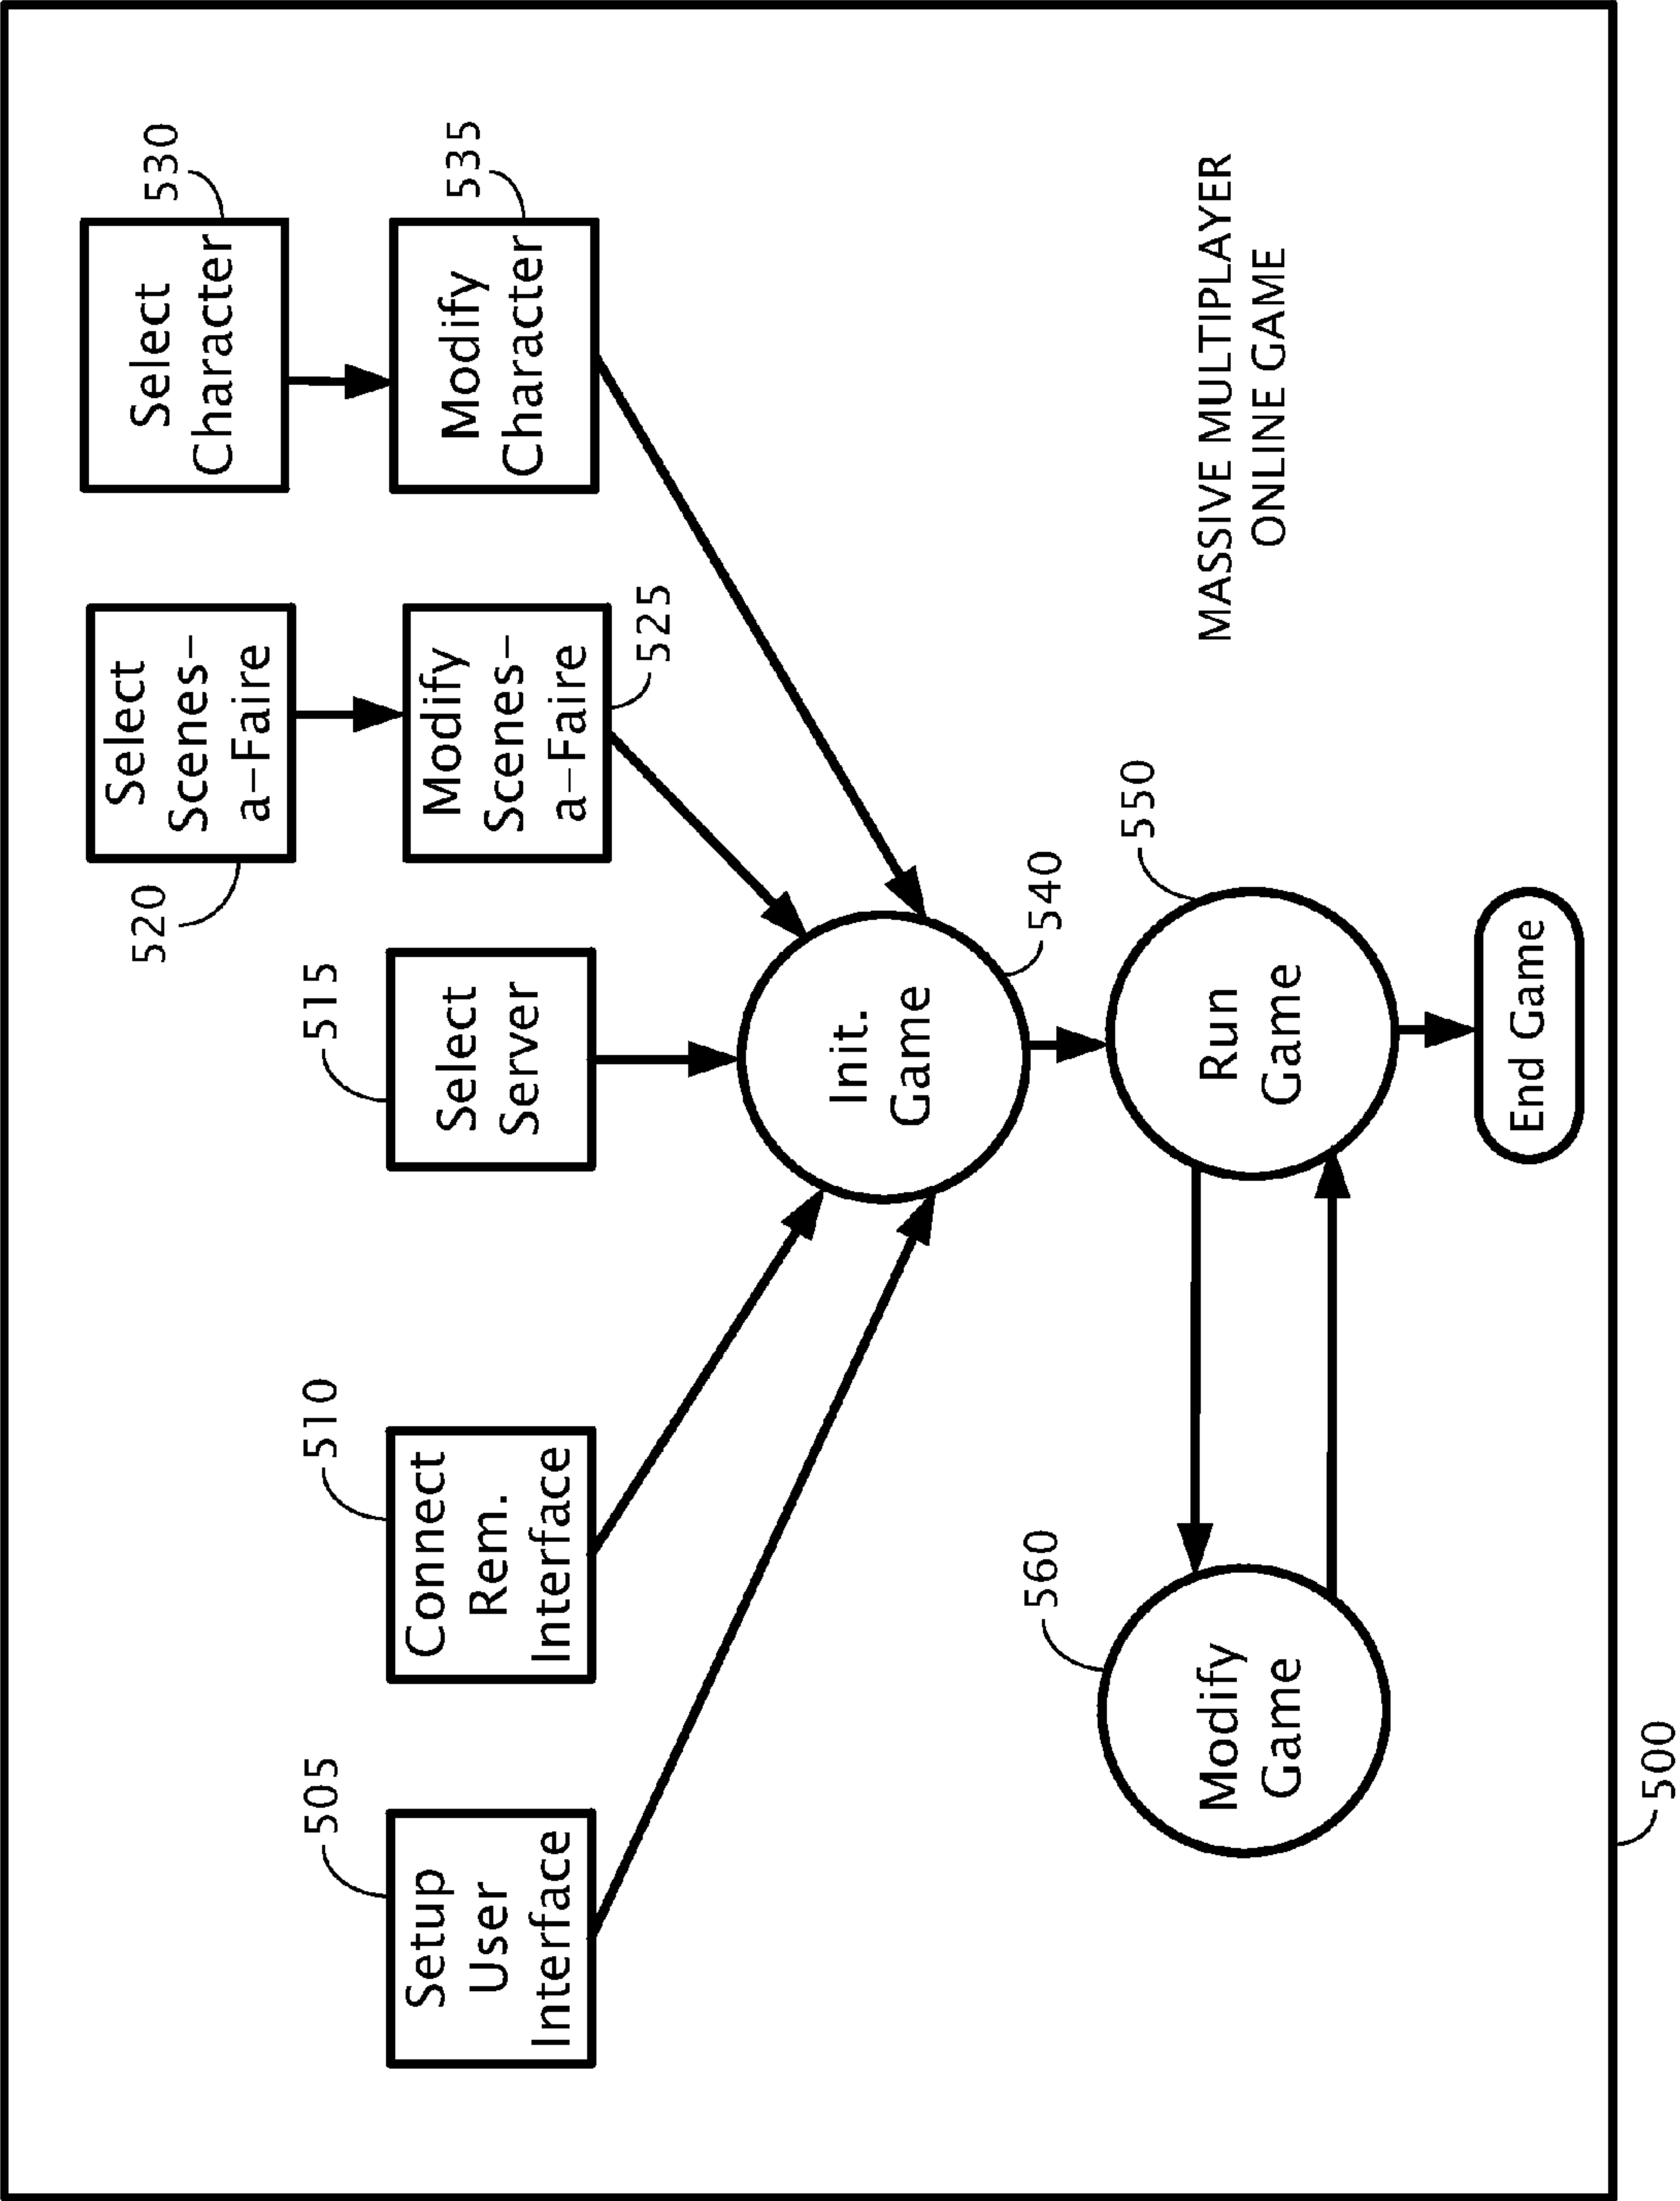 530
Select
Character
535
Modify
Character
520
Select
Scenes-
a-Faire
Modify
Scenes-
a-Faire
525
515
Select
Server
510
Connect
Rem.
Interface
505
Setup
User
Interface
Init.
Game
540
550
Run
Game
560
Modify
Game
End Game
MASSIVE MULTIPLAYER
ONLINE GAME
500